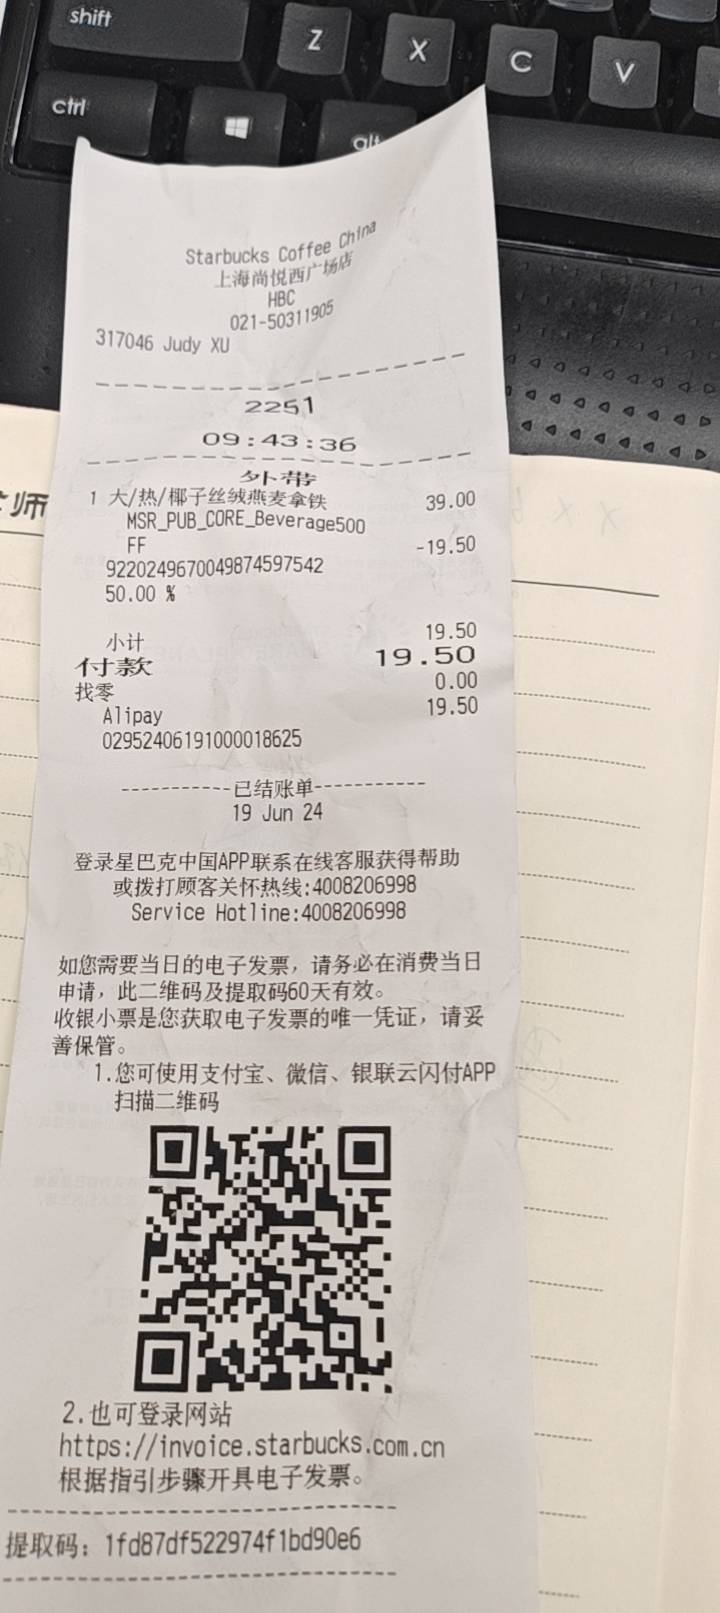 shift
Z
X
C
V
ctrl
alt
Starbucks Coffee China
上海尚悦西广场店
HBC
021-50311905
317046 Judy XU
2251
09:43:36
外带
1 大/热/椰子丝绒燕麦拿铁 39.00
MSR_PUB_CORE_Beverage500
FF -19.50
9220249670049874597542
50.00 %
小计 19.50
付款 19.50
找零 0.00
Alipay 19.50
02952406191000018625
-----------已结账单-----------
19 Jun 24
登录星巴克中国APP联系在线客服获得帮助
或拨打顾客关怀热线:4008206998
Service Hotline:4008206998
如您需要当日的电子发票，请务必在消费当日
申请，此二维码及提取码60天有效。
收银小票是您获取电子发票的唯一凭证，请妥
善保管。
1.您可使用支付宝、微信、银联云闪付APP
扫描二维码
2.也可登录网站
https://invoice.starbucks.com.cn
根据指引步骤开具电子发票。
提取码：1fd87df522974f1bd90e6
师